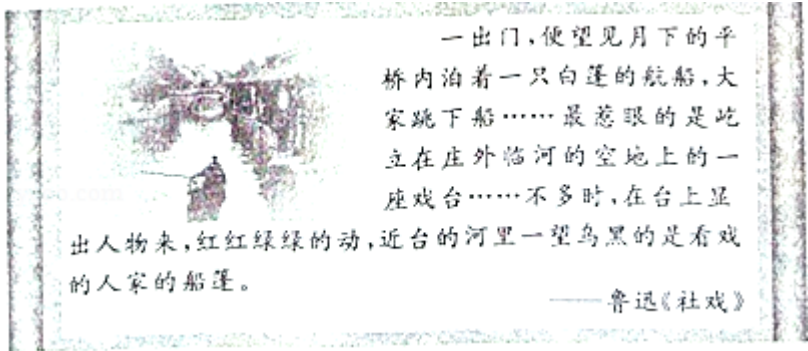 一出门,便望见月下的平
桥内泊着一只白篷的航船,大
家跳下船……最惹眼的是屹
立在庄外临河的空地上的一
座戏台……不多时,在台上显
出人物来,红红绿绿的动,近台的河里一望乌黑的是看戏
的人家的船篷。
——鲁迅《社戏》